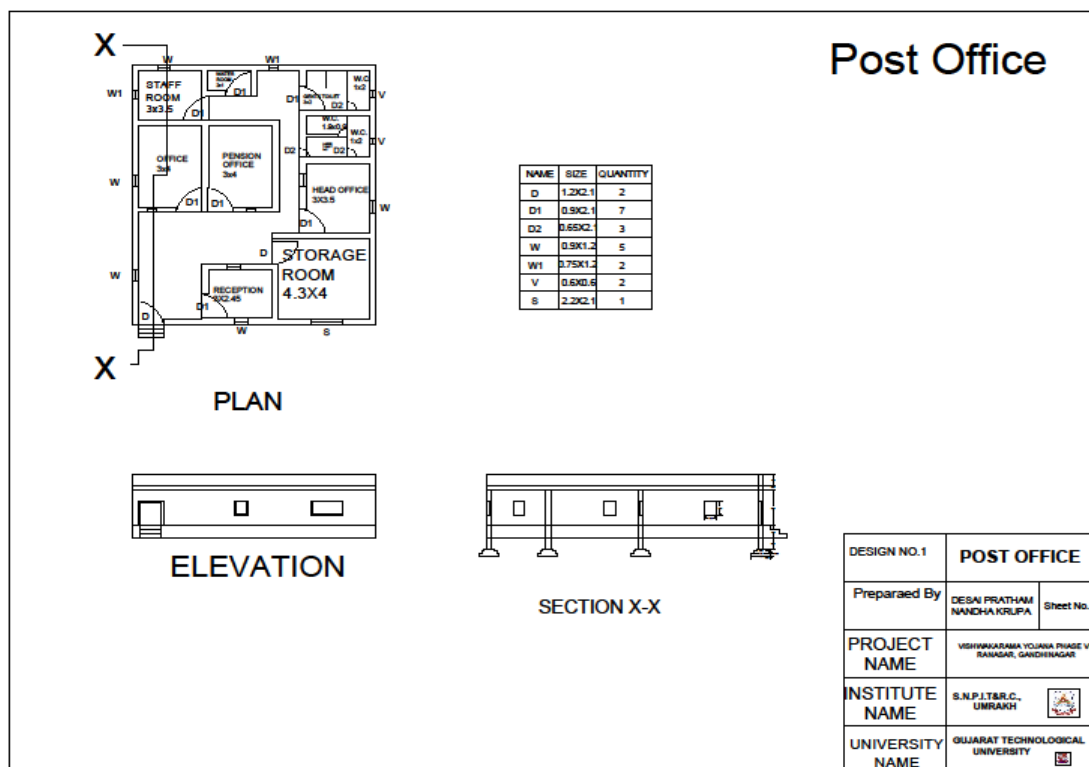 Post Office
X
W
W1
STAFF
ROOM
3x3.5
WATER
ROOM
W.C
1x2
W1
D1
D1
D1
D2
V
W.C.
W.C.
1x2
V
D2
D2
OFFICE
3x4
PENSION
OFFICE
3x4
HEAD OFFICE
3X3.5
W
D1
D1
D1
W
D
STORAGE
ROOM
4.3X4
W
RECEPTION
D1
D
W
S
X
PLAN
NAME SIZE QUANTITY
D 1.2X2.1 2
D1 0.9X2.1 7
D2 0.65X2.1 3
W 0.9X1.2 5
W1 0.75X1.2 2
V 0.6X0.6 2
S 2.2X2.1 1
ELEVATION
SECTION X-X
DESIGN NO.1 POST OFFICE
Preparaed By DESAI PRATHAM
NANDHA KRUPA Sheet No.
PROJECT
NAME
VISHWAKARAMA YOJANA PHASE V
RANASAR, GANDHINAGAR
INSTITUTE
NAME
S.N.P.I.T&R.C.,
UMRAKH
UNIVERSITY
NAME
GUJARAT TECHNOLOGICAL
UNIVERSITY